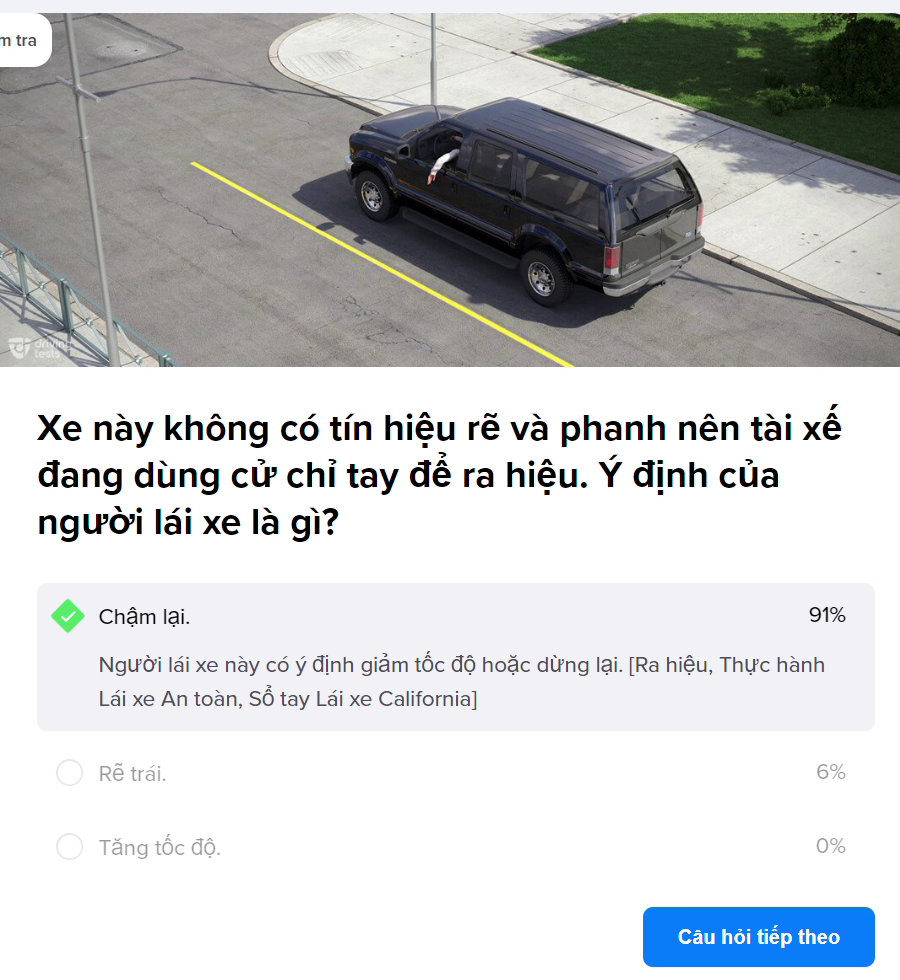 m tra
driving
tests
Xe này không có tín hiệu rẽ và phanh nên tài xế
đang dùng cử chỉ tay để ra hiệu. Ý định của
người lái xe là gì?
Chậm lại. 91%
Người lái xe này có ý định giảm tốc độ hoặc dừng lại. [Ra hiệu, Thực hành
Lái xe An toàn, Sổ tay Lái xe California]
Rẽ trái. 6%
Tăng tốc độ. 0%
Câu hỏi tiếp theo